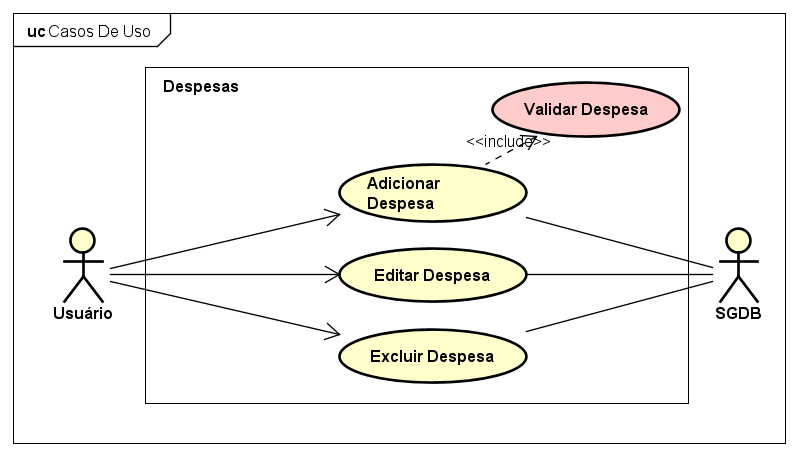 uc Casos De Uso
Despesas
Validar Despesa
<<include>>
Adicionar
Despesa
Editar Despesa
Usuário
SGDB
Excluir Despesa